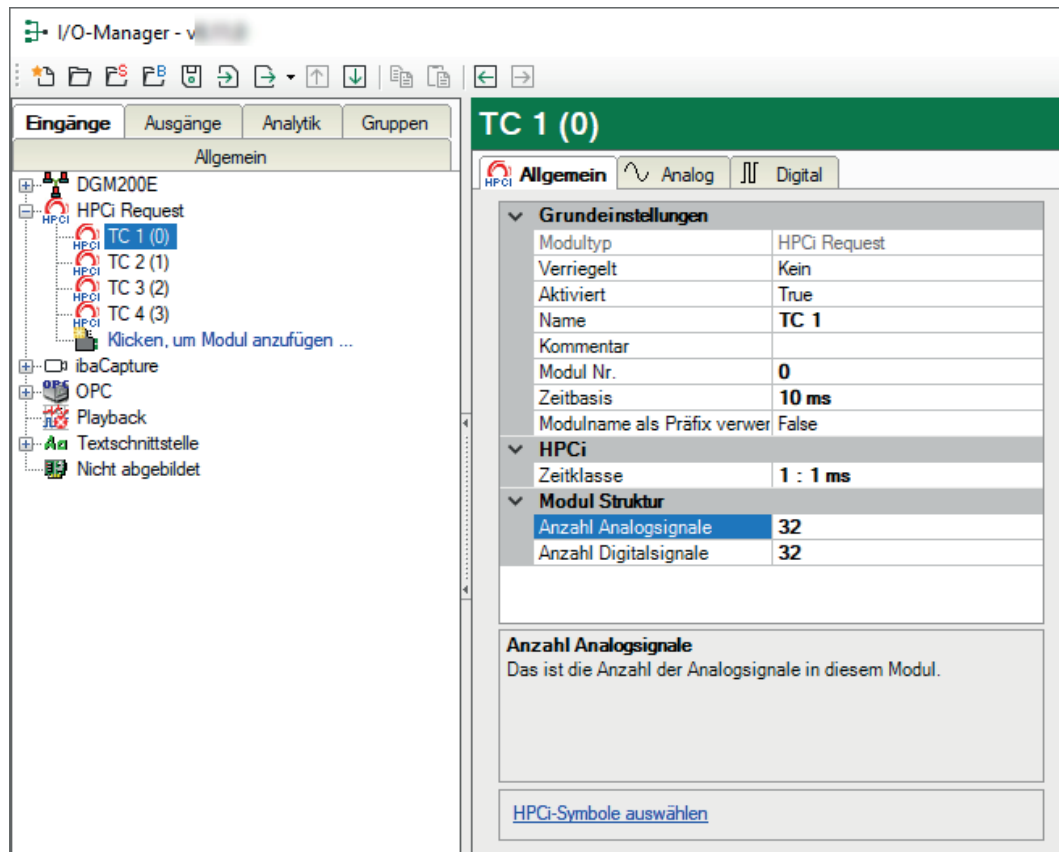 I/O-Manager - v
Eingänge Ausgänge Analytik Gruppen
Allgemein
DGM200E
HPCi Request
TC 1 (0)
TC 2 (1)
TC 3 (2)
TC 4 (3)
Klicken, um Modul anzufügen ...
ibaCapture
OPC
Playback
Textschnittstelle
Nicht abgebildet
TC 1 (0)
Allgemein Analog Digital
Grundeinstellungen
Modultyp HPCi Request
Verriegelt Kein
Aktiviert True
Name TC 1
Kommentar
Modul Nr. 0
Zeitbasis 10 ms
Modulname als Präfix verwer False
HPCi
Zeitklasse 1 : 1 ms
Modul Struktur
Anzahl Analogsignale 32
Anzahl Digitalsignale 32
Anzahl Analogsignale
Das ist die Anzahl der Analogsignale in diesem Modul.
HPCi-Symbole auswählen